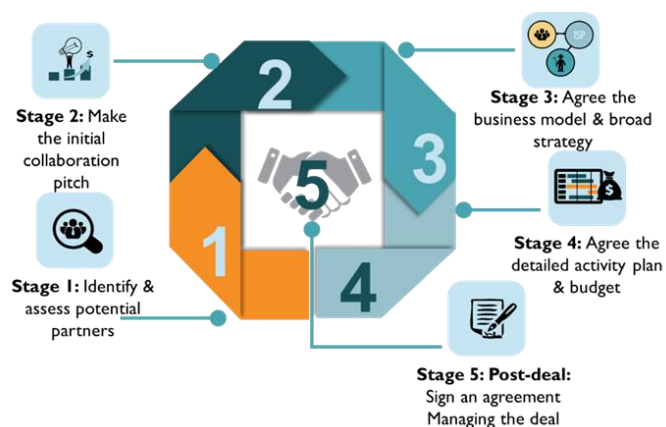 Stage 2: Make
the initial
collaboration
pitch
Stage 1: Identify &
assess potential
partners
2
1
5
3
4
$
ISP
Stage 3: Agree the
business model & broad
strategy
$
Stage 4: Agree the
detailed activity plan
& budget
Stage 5: Post-deal:
Sign an agreement
Managing the deal